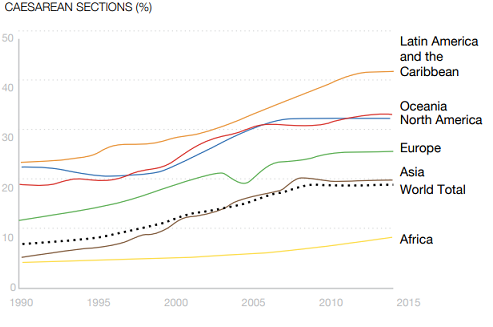 CAESAREAN SECTIONS (%)
50
40
30
20
10
0
Latin America
and the
Caribbean
Oceania
North America
Europe
Asia
World Total
Africa
1990 1995 2000 2005 2010 2015